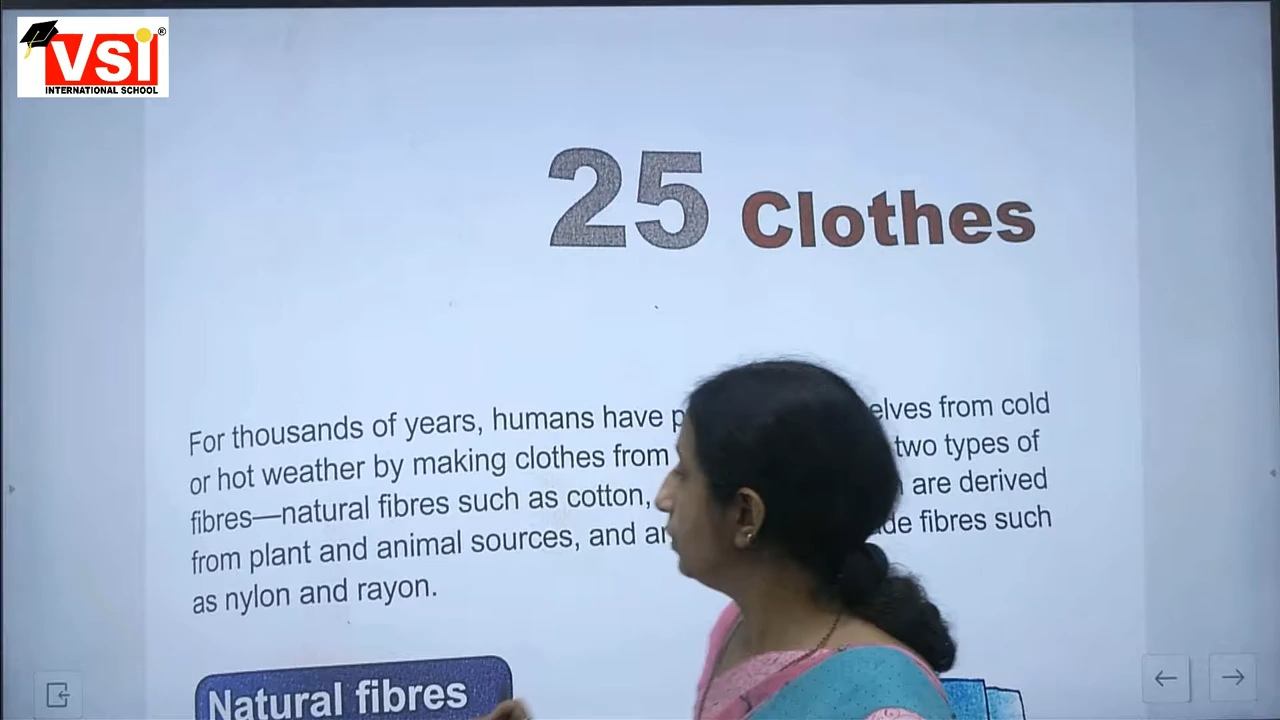 VSI®
INTERNATIONAL SCHOOL
25 Clothes
For thousands of years, humans have elves from cold
or hot weather by making clothes from two types of
fibres—natural fibres such as cotton, are derived
from plant and animal sources, and fibres such
as nylon and rayon.
Natural fibres